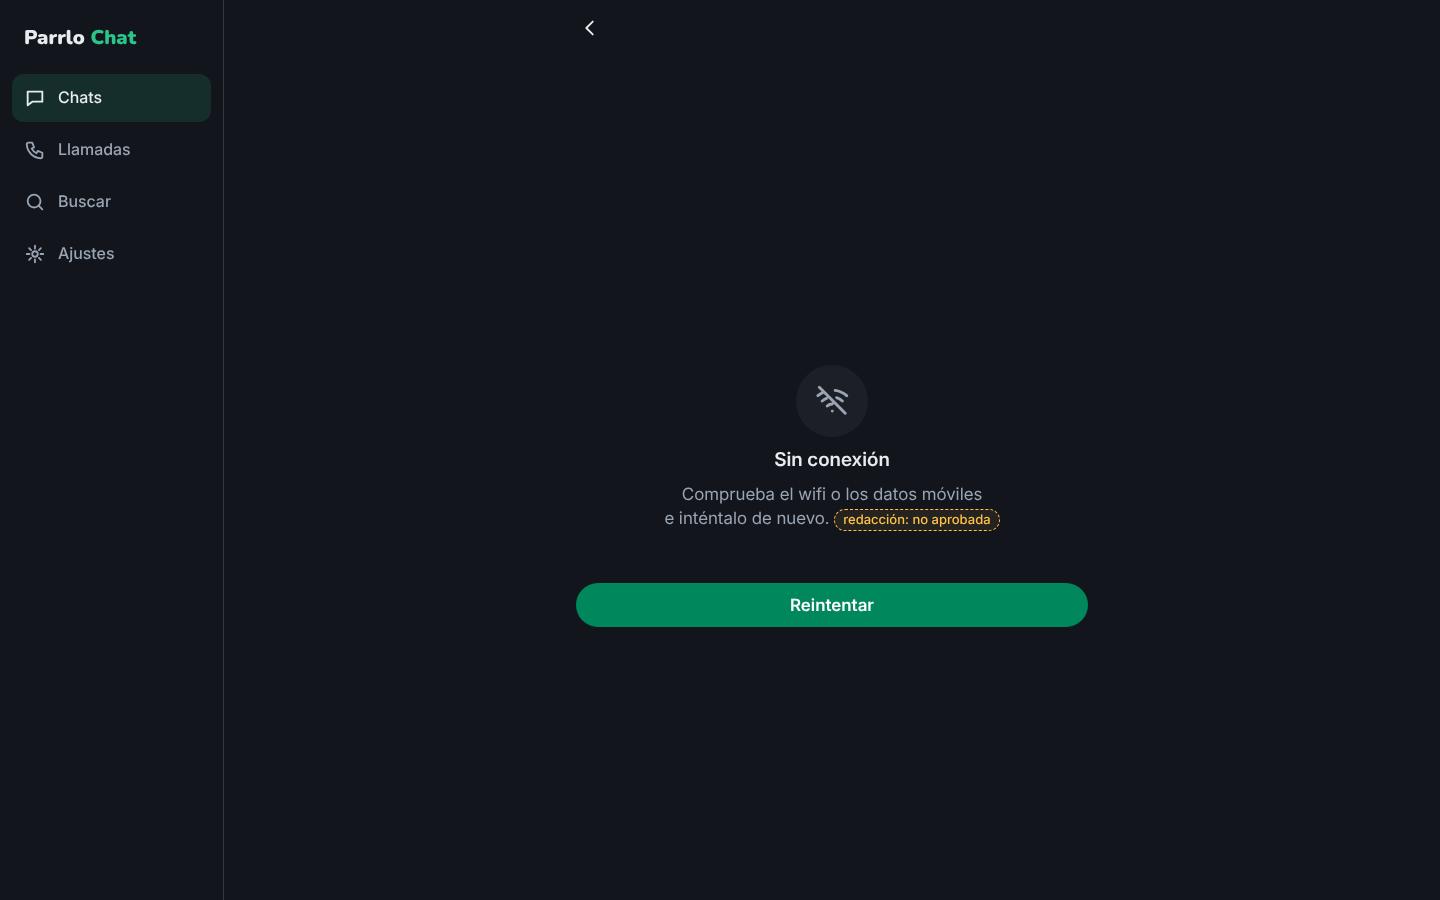 Parrlo Chat
Chats
Llamadas
Buscar
Ajustes
Sin conexión
Comprueba el wifi o los datos móviles
e inténtalo de nuevo. redacción: no aprobada
Reintentar